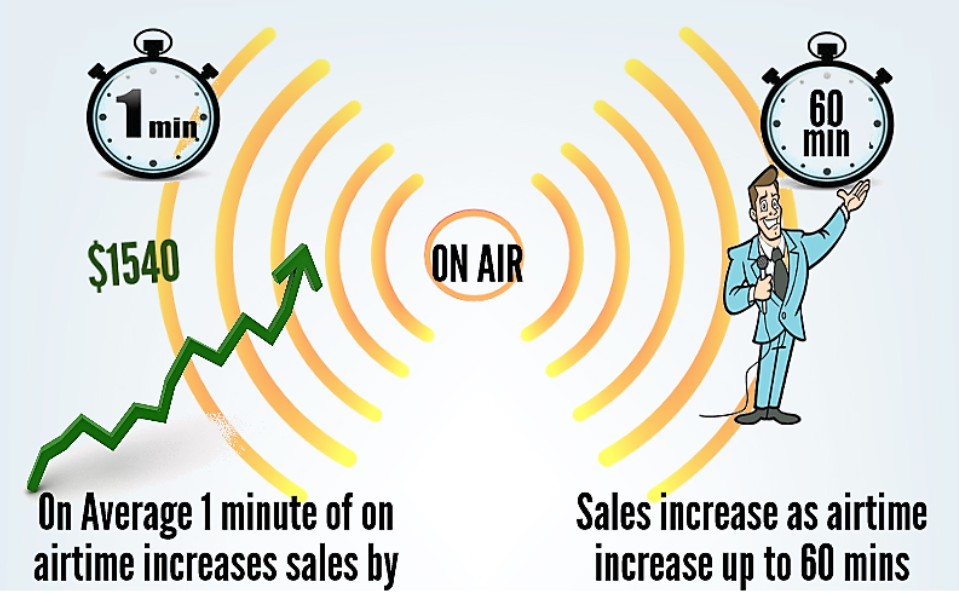 1 min
$1540
On Average 1 minute of on
airtime increases sales by
ON AIR
60
min
Sales increase as airtime
increase up to 60 mins